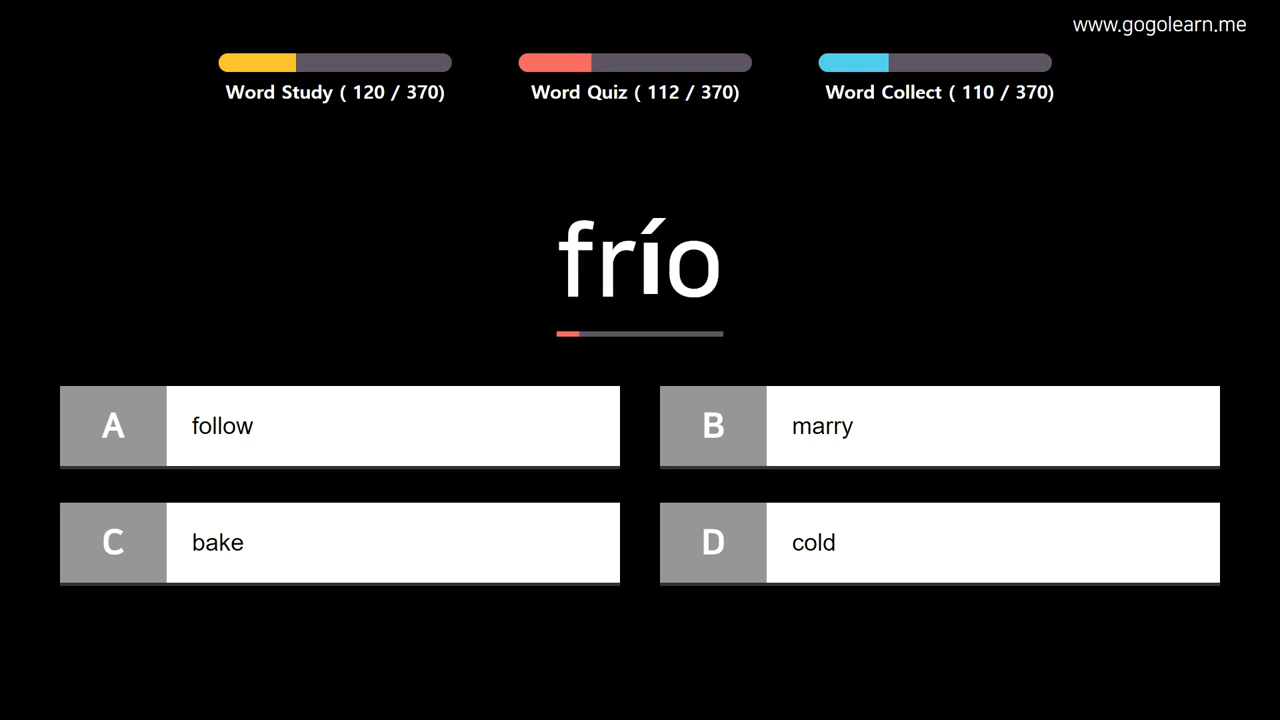 www.gogolearn.me
Word Study ( 120 / 370)
Word Quiz ( 112 / 370)
Word Collect ( 110 / 370)
frío
A follow
B marry
C bake
D cold